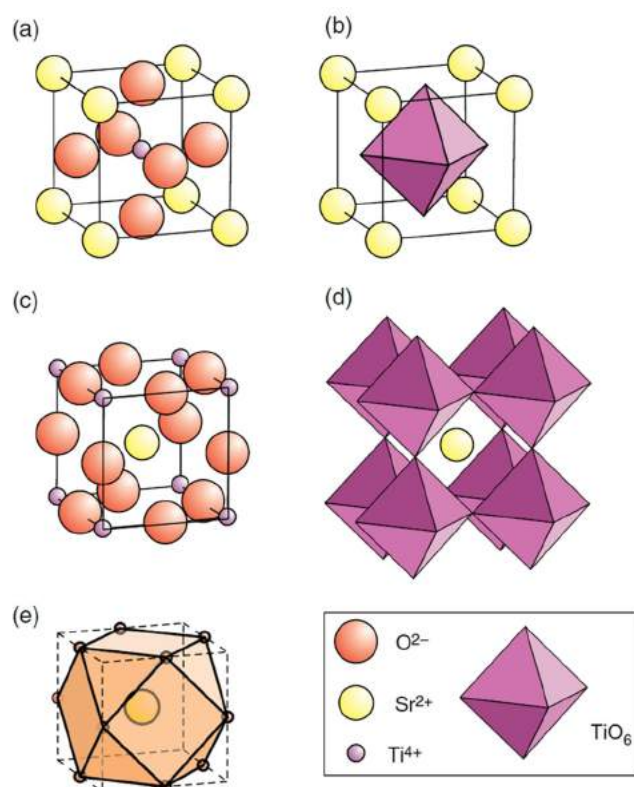 (a)
(b)
(c)
(d)
(e)
O²⁻
Sr²⁺
Ti⁴⁺
TiO₆